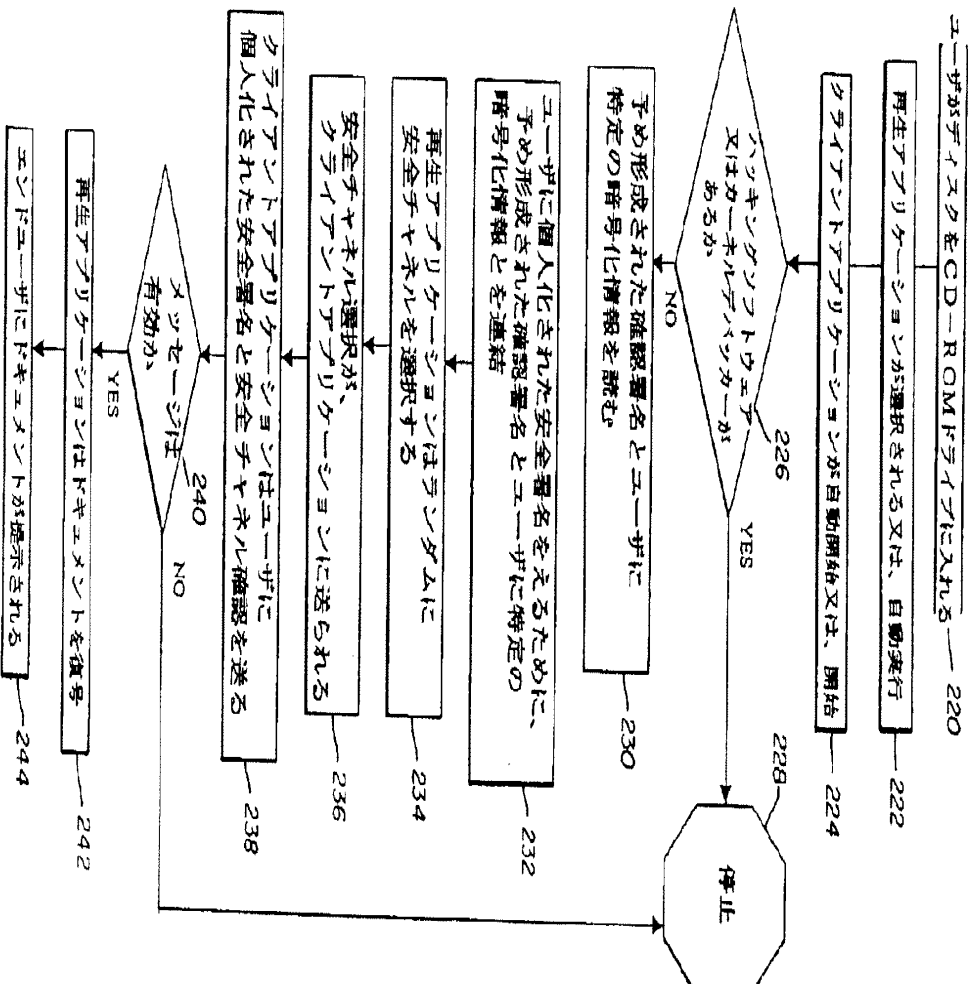 ユーザがディスクをCD-ROMドライブに入れる
220
再生アプリケーションが選択される又は、自動実行
222
クライアントアプリケーションが自動開始又は、開始
224
ハッキングソフトウェア
又はカーネルデバッカーが
あるか
226
YES
NO
228
停止
予め形成された確認署名とユーザに
特定の暗号化情報を読む
230
ユーザに個人化された安全署名をえるために、
予め形成された確認署名とユーザに特定の
暗号化情報とを連結
232
再生アプリケーションはランダムに
安全チャネルを選択する
234
安全チャネル選択が、
クライアントアプリケーションに送られる
236
クライアントアプリケーションはユーザに
個人化された安全署名と安全チャネル確認を送る
238
メッセージは
有効か
240
NO
YES
再生アプリケーションはドキュメントを復号
242
エンドユーザにドキュメントが提示される
244